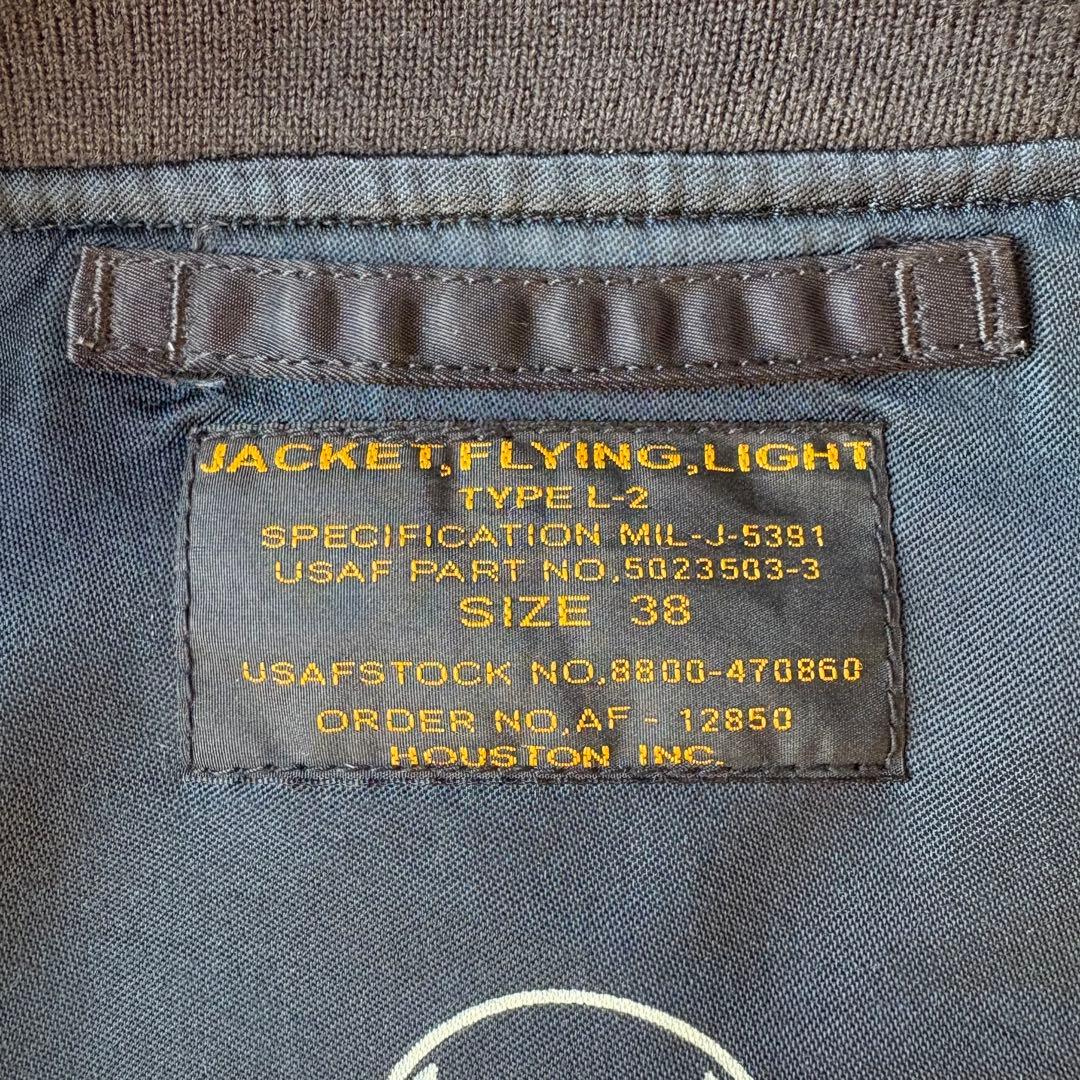 JACKET,FLYING,LIGHT
TYPE L-2
SPECIFICATION MIL-J-5391
USAF PART NO.5023503-3
SIZE 38
USAFSTOCK NO.8800-470860
ORDER NO.AF - 12850
HOUSTON INC.